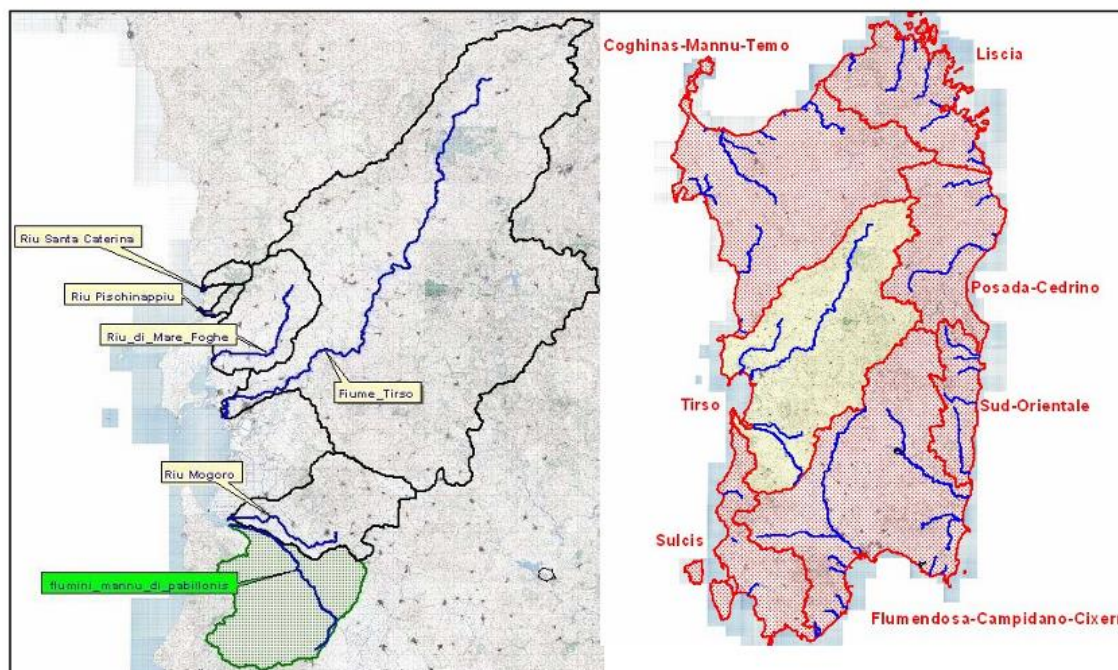 Riu Santa Caterina
Riu Pischinappiu
Riu_di_Mare_Foghe
Fiume_Tirso
Riu Mogoro
flumini_mannu_di_pabillonis
Coghinas-Mannu-Temo
Liscia
Posada-Cedrino
Tirso
Sud-Orientale
Sulcis
Flumendosa-Campidano-Cixerri